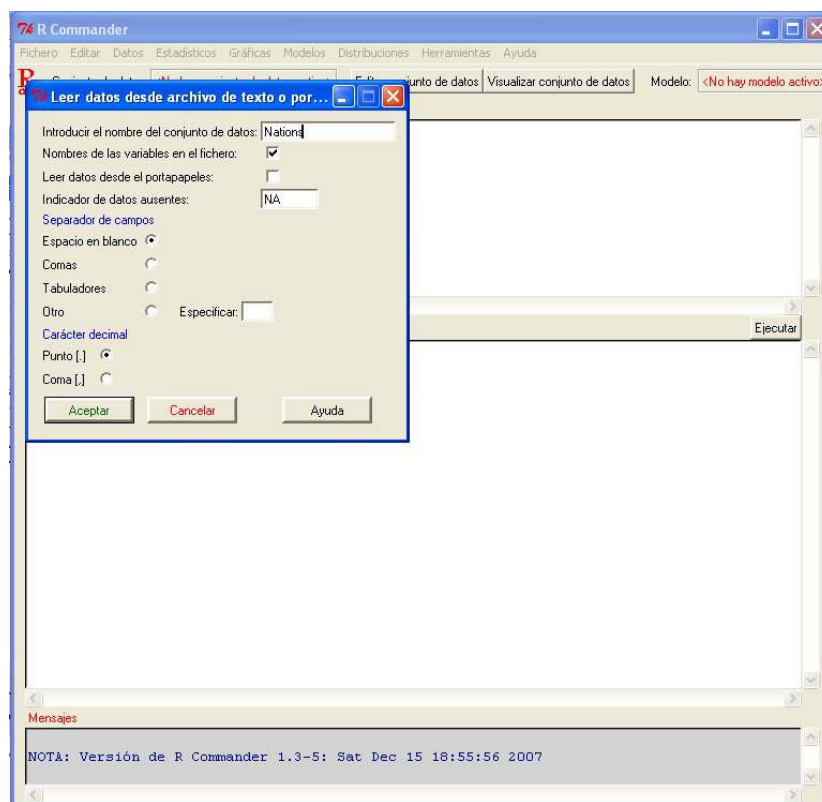 R Commander
Fichero Editar Datos Estadísticos Gráficas Modelos Distribuciones Herramientas Ayuda
conjunto de datos Visualizar conjunto de datos Modelo: <No hay modelo activo>
Leer datos desde archivo de texto o por...
Introducir el nombre del conjunto de datos: Nations
Nombres de las variables en el fichero:
Leer datos desde el portapapeles:
Indicador de datos ausentes: NA
Separador de campos
Espacio en blanco
Comas
Tabuladores
Otro Especificar:
Carácter decimal
Punto [.]
Coma [,]
Aceptar Cancelar Ayuda
Ejecutar
Mensajes
NOTA: Versión de R Commander 1.3-5: Sat Dec 15 18:55:56 2007